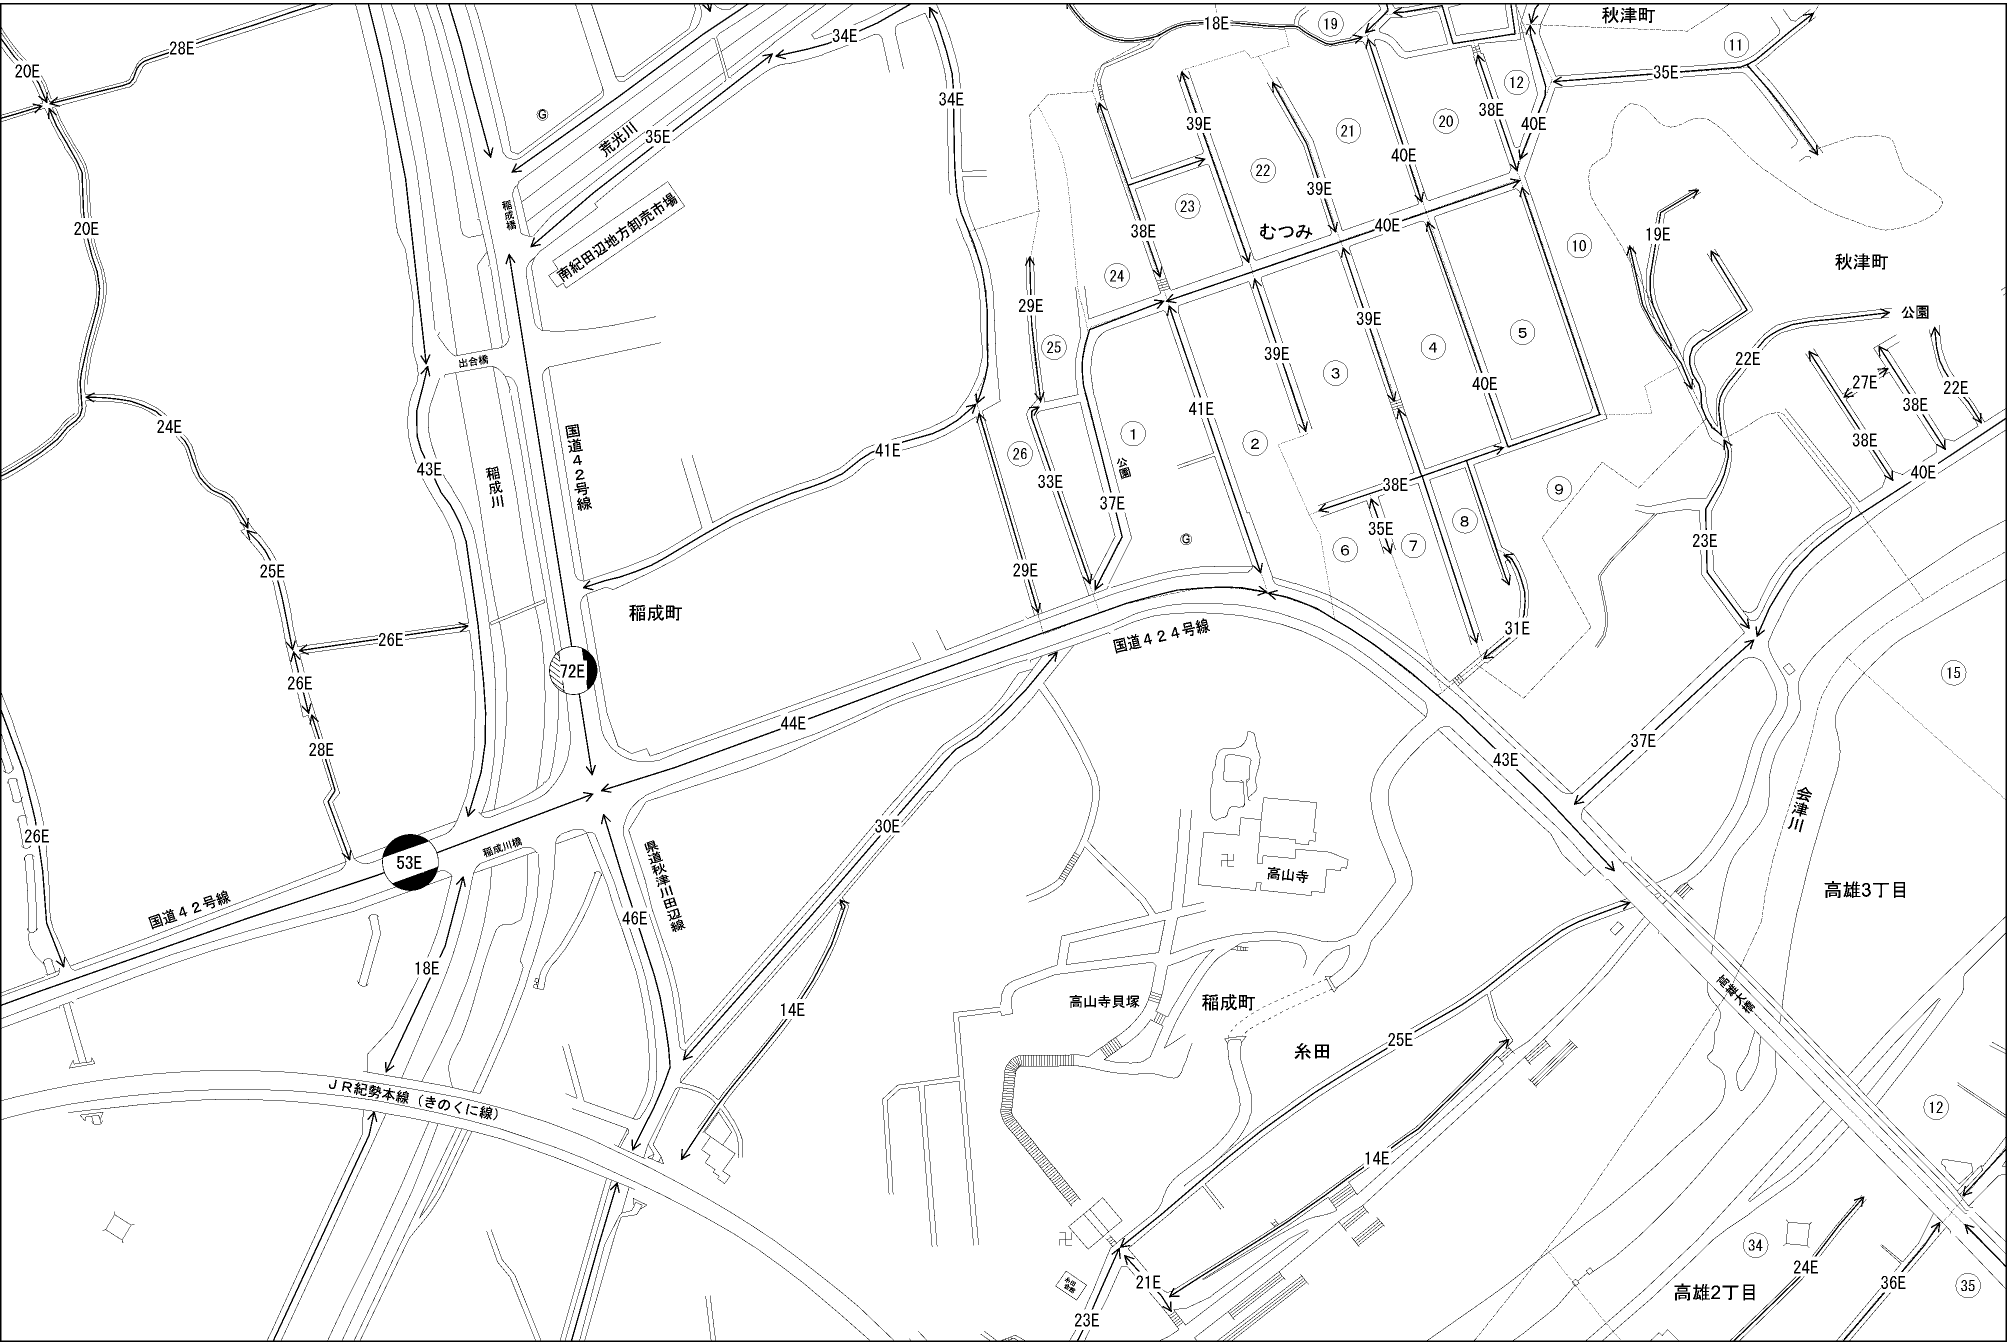 秋津町
19
18E
34E
28E
11
20E
35E
12
38E
34E
G
20
21
39E
40E
荒光川
35E
40E
22
39E
稲成橋
23
南紀田辺地方卸売市場
20E
38E
むつみ
40E
19E
10
秋津町
24
29E
公園
39E
5
25
4
出合橋
39E
22E
3
27E
22E
40E
38E
41E
24E
1
2
38E
国道42号線
26
41E
公園
43E
稲成川
33E
38E
40E
9
37E
35E
8
G
7
6
23E
25E
29E
稲成町
31E
26E
国道424号線
72E
15
26E
44E
37E
28E
43E
会津川
30E
26E
稲成川橋
53E
県道秋津川田辺線
高山寺
高雄3丁目
国道42号線
46E
18E
高雄大橋
高山寺貝塚
稲成町
14E
25E
糸田
JR紀勢本線(きのくに線)
12
14E
34
24E
21E
糸田会館
36E
35
高雄2丁目
23E